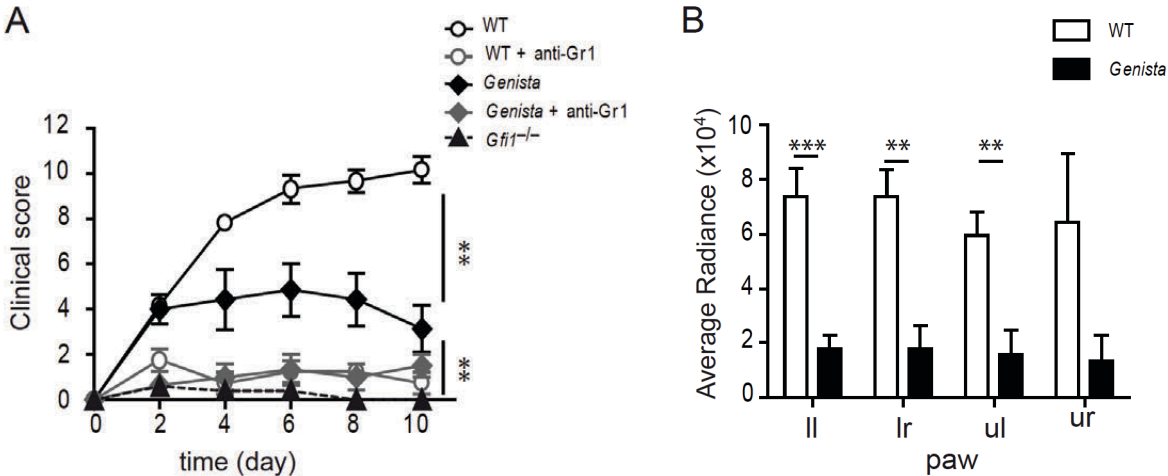 A
WT
WT + anti-Gr1
Genista
Genista + anti-Gr1
Gfi1–/–
Clinical score
12
10
8
6
4
2
0
**
**
0 2 4 6 8 10
time (day)
B
WT
Genista
Average Radiance (x10⁴)
10
8
6
4
2
0
*** ** **
ll lr ul ur
paw